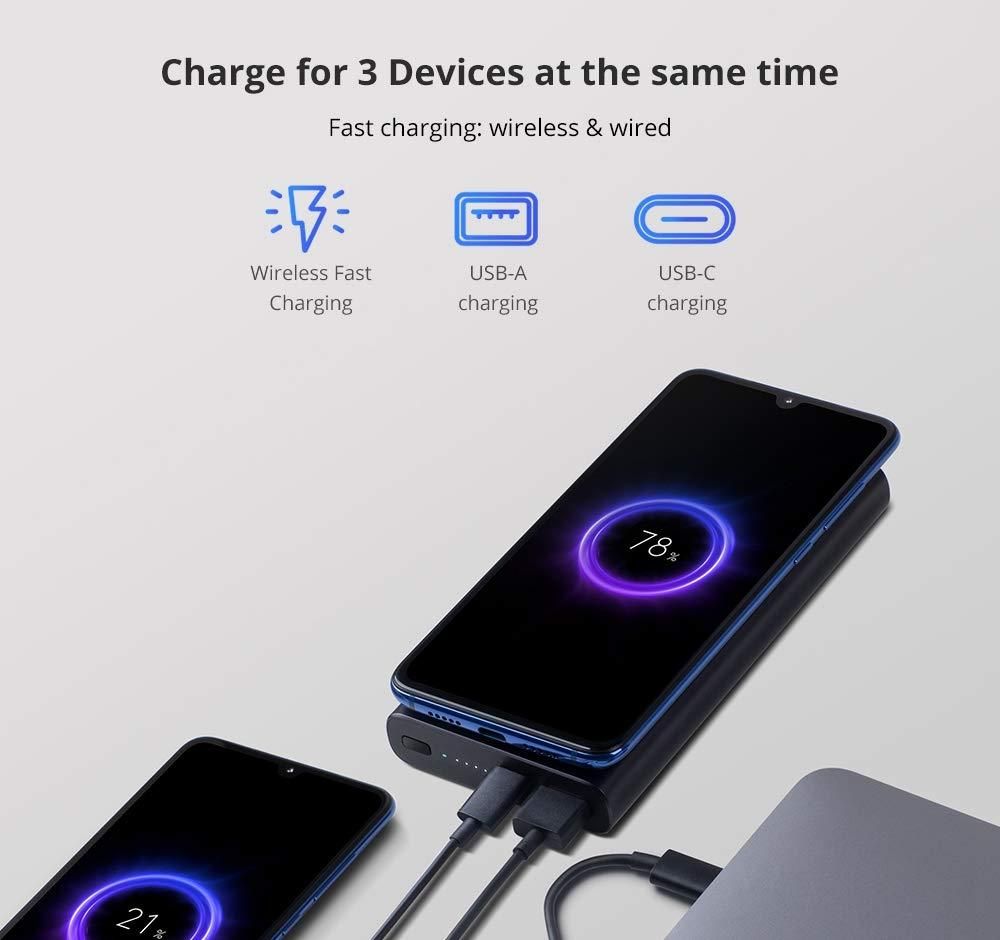 Charge for 3 Devices at the same time
Fast charging: wireless & wired
Wireless Fast
Charging
USB-A
charging
USB-C
charging
78%
21%